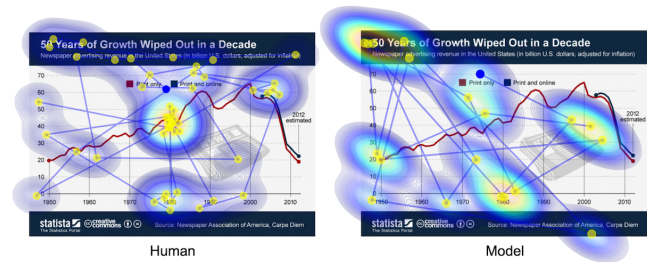 50 Years of Growth Wiped Out in a Decade
Newspaper advertising revenue in the United States (in billion U.S. dollars; adjusted for inflation)
70
60
50
40
30
20
10
0
Print only
Print and online
2012
estimated
1950
1960
1970
1980
1990
2000
2010
statista
The Statistics Portal
creative
commons
Source: Newspaper Association of America, Carpe Diem
Human
50 Years of Growth Wiped Out in a Decade
Newspaper advertising revenue in the United States (in billion U.S. dollars; adjusted for inflation)
70
60
50
40
30
20
10
0
Print only
Print and online
2012
estimated
1950
1960
1970
1980
1990
2000
2010
statista
The Statistics Portal
creative
commons
Source: Newspaper Association of America, Carpe Diem
Model